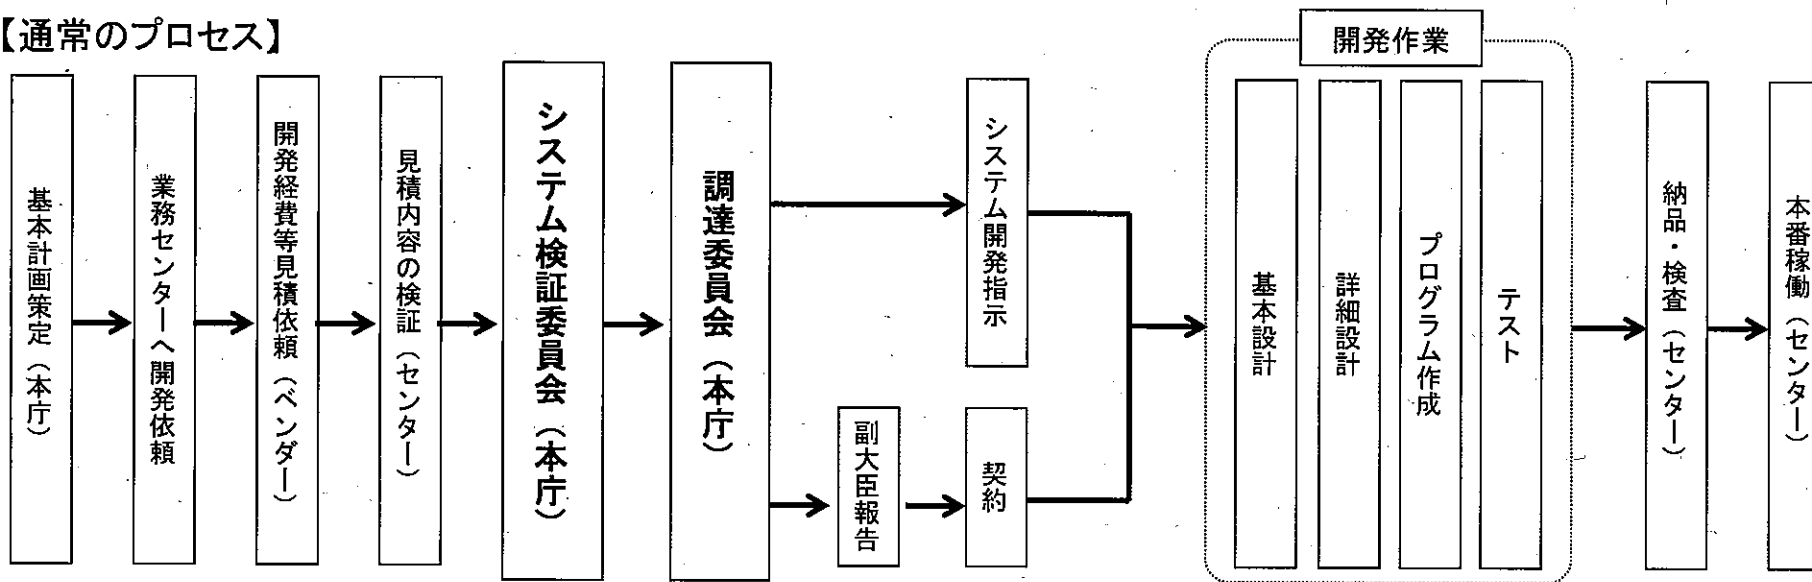 【通常のプロセス】
基本計画策定（本庁）
業務センターへ開発依頼
開発経費等見積依頼（ベンダー）
見積内容の検証（センター）
システム検証委員会（本庁）
調達委員会（本庁）
システム開発指示
副大臣報告
契約
開発作業
基本設計
詳細設計
プログラム作成
テスト
納品・検査（センター）
本番稼働（センター）